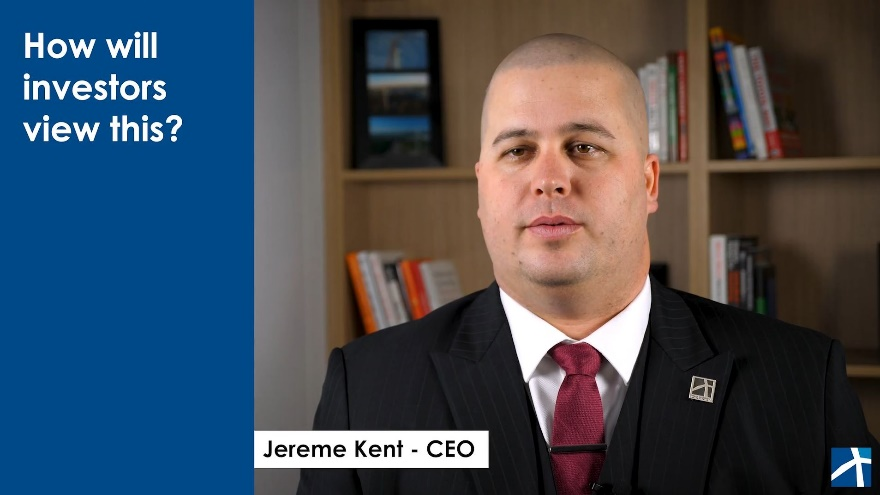 How will
investors
view this?
Jereme Kent - CEO